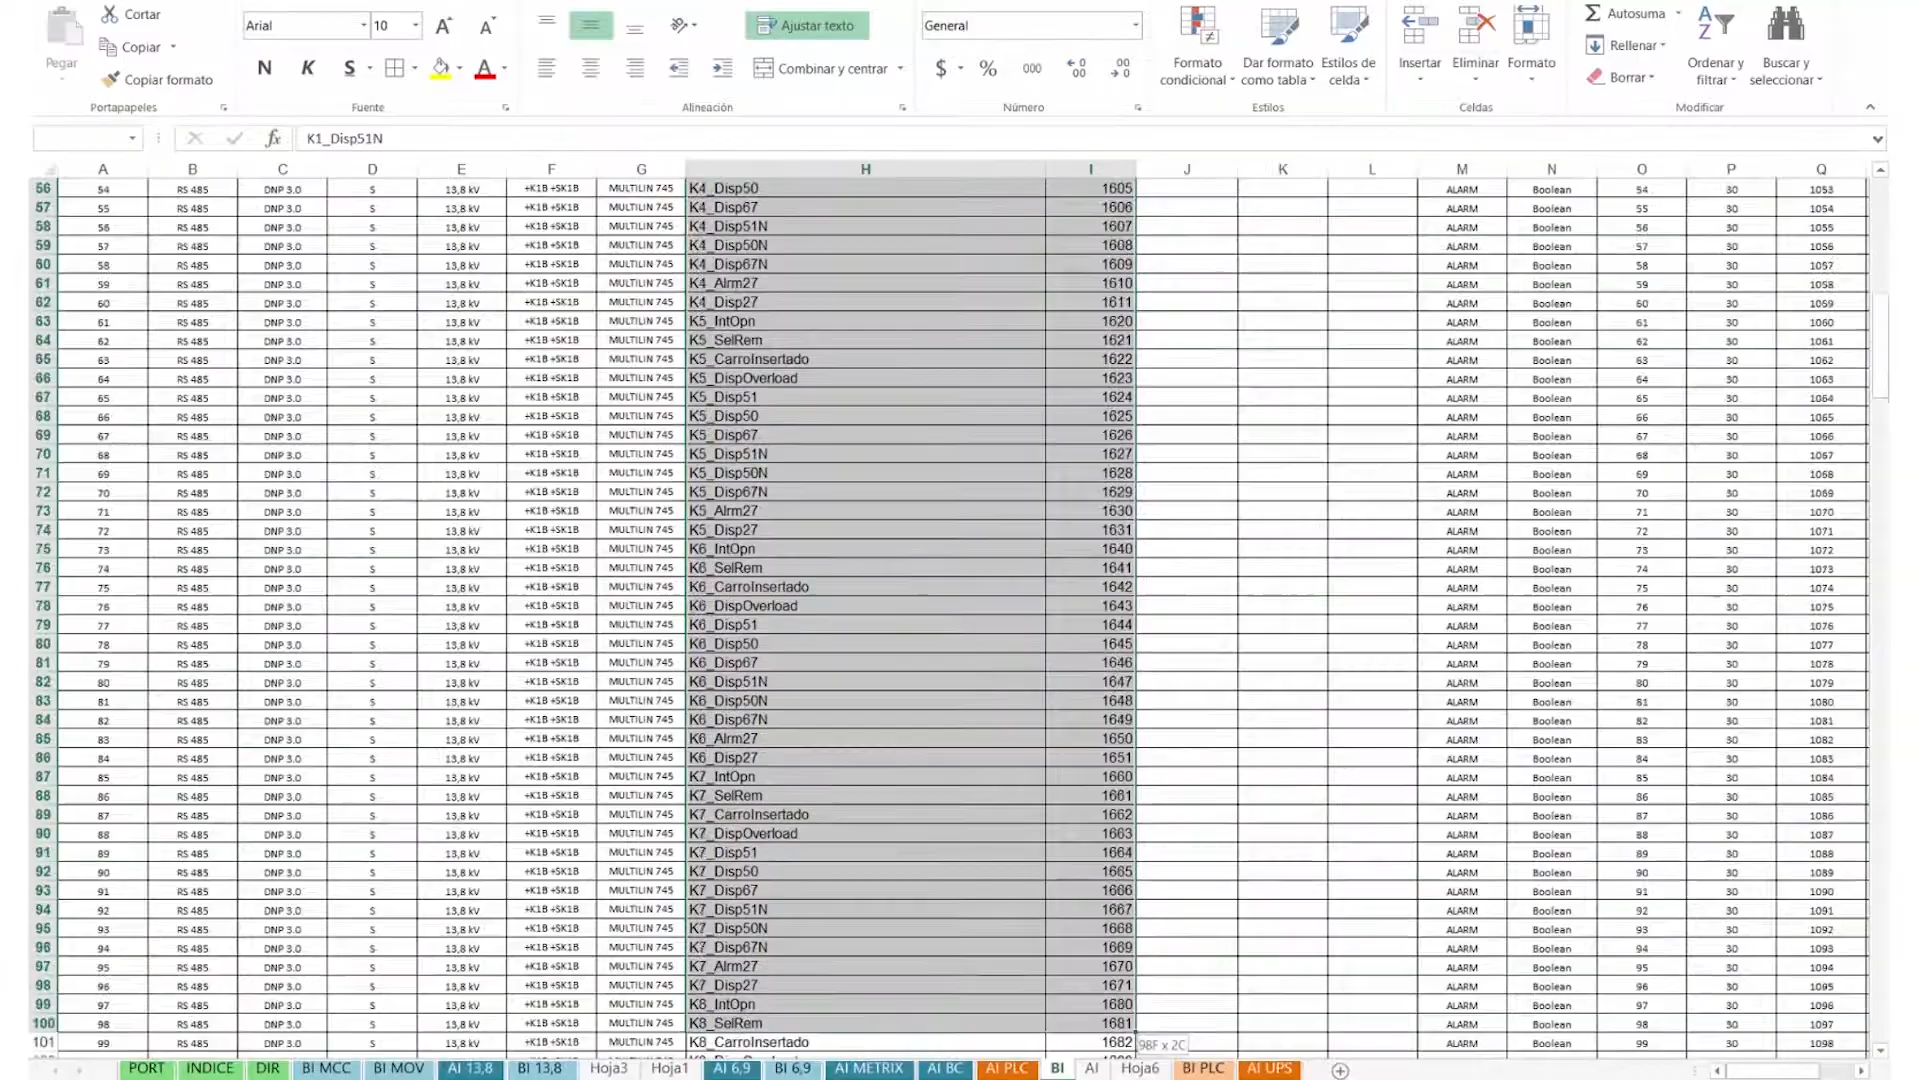 Pegar
Cortar
Copiar
Copiar formato
Portapapeles
Arial 10
N K S
Fuente
Ajustar texto
Combinar y centrar
Alineación
General
$ % 000
Número
Formato condicional
Dar formato como tabla
Estilos de celda
Estilos
Insertar Eliminar Formato
Celdas
Autosuma
Rellenar
Borrar
Ordenar y filtrar
Buscar y seleccionar
Modificar
fx K1_Disp51N
A B C D E F G H I J K L M N O P Q
56 54 RS 485 DNP 3.0 S 13,8 kV +K1B +SK1B MULTILIN 745 K4_Disp50 1605 ALARM Boolean 54 30 1053
57 55 RS 485 DNP 3.0 S 13,8 kV +K1B +SK1B MULTILIN 745 K4_Disp67 1606 ALARM Boolean 55 30 1054
58 56 RS 485 DNP 3.0 S 13,8 kV +K1B +SK1B MULTILIN 745 K4_Disp51N 1607 ALARM Boolean 56 30 1055
59 57 RS 485 DNP 3.0 S 13,8 kV +K1B +SK1B MULTILIN 745 K4_Disp50N 1608 ALARM Boolean 57 30 1056
60 58 RS 485 DNP 3.0 S 13,8 kV +K1B +SK1B MULTILIN 745 K4_Disp67N 1609 ALARM Boolean 58 30 1057
61 59 RS 485 DNP 3.0 S 13,8 kV +K1B +SK1B MULTILIN 745 K4_Alrm27 1610 ALARM Boolean 59 30 1058
62 60 RS 485 DNP 3.0 S 13,8 kV +K1B +SK1B MULTILIN 745 K4_Disp27 1611 ALARM Boolean 60 30 1059
63 61 RS 485 DNP 3.0 S 13,8 kV +K1B +SK1B MULTILIN 745 K5_IntOpn 1620 ALARM Boolean 61 30 1060
64 62 RS 485 DNP 3.0 S 13,8 kV +K1B +SK1B MULTILIN 745 K5_SelRem 1621 ALARM Boolean 62 30 1061
65 63 RS 485 DNP 3.0 S 13,8 kV +K1B +SK1B MULTILIN 745 K5_CarroInsertado 1622 ALARM Boolean 63 30 1062
66 64 RS 485 DNP 3.0 S 13,8 kV +K1B +SK1B MULTILIN 745 K5_DispOverload 1623 ALARM Boolean 64 30 1063
67 65 RS 485 DNP 3.0 S 13,8 kV +K1B +SK1B MULTILIN 745 K5_Disp51 1624 ALARM Boolean 65 30 1064
68 66 RS 485 DNP 3.0 S 13,8 kV +K1B +SK1B MULTILIN 745 K5_Disp50 1625 ALARM Boolean 66 30 1065
69 67 RS 485 DNP 3.0 S 13,8 kV +K1B +SK1B MULTILIN 745 K5_Disp67 1626 ALARM Boolean 67 30 1066
70 68 RS 485 DNP 3.0 S 13,8 kV +K1B +SK1B MULTILIN 745 K5_Disp51N 1627 ALARM Boolean 68 30 1067
71 69 RS 485 DNP 3.0 S 13,8 kV +K1B +SK1B MULTILIN 745 K5_Disp50N 1628 ALARM Boolean 69 30 1068
72 70 RS 485 DNP 3.0 S 13,8 kV +K1B +SK1B MULTILIN 745 K5_Disp67N 1629 ALARM Boolean 70 30 1069
73 71 RS 485 DNP 3.0 S 13,8 kV +K1B +SK1B MULTILIN 745 K5_Alrm27 1630 ALARM Boolean 71 30 1070
74 72 RS 485 DNP 3.0 S 13,8 kV +K1B +SK1B MULTILIN 745 K5_Disp27 1631 ALARM Boolean 72 30 1071
75 73 RS 485 DNP 3.0 S 13,8 kV +K1B +SK1B MULTILIN 745 K6_IntOpn 1640 ALARM Boolean 73 30 1072
76 74 RS 485 DNP 3.0 S 13,8 kV +K1B +SK1B MULTILIN 745 K6_SelRem 1641 ALARM Boolean 74 30 1073
77 75 RS 485 DNP 3.0 S 13,8 kV +K1B +SK1B MULTILIN 745 K6_CarroInsertado 1642 ALARM Boolean 75 30 1074
78 76 RS 485 DNP 3.0 S 13,8 kV +K1B +SK1B MULTILIN 745 K6_DispOverload 1643 ALARM Boolean 76 30 1075
79 77 RS 485 DNP 3.0 S 13,8 kV +K1B +SK1B MULTILIN 745 K6_Disp51 1644 ALARM Boolean 77 30 1076
80 78 RS 485 DNP 3.0 S 13,8 kV +K1B +SK1B MULTILIN 745 K6_Disp50 1645 ALARM Boolean 78 30 1077
81 79 RS 485 DNP 3.0 S 13,8 kV +K1B +SK1B MULTILIN 745 K6_Disp67 1646 ALARM Boolean 79 30 1078
82 80 RS 485 DNP 3.0 S 13,8 kV +K1B +SK1B MULTILIN 745 K6_Disp51N 1647 ALARM Boolean 80 30 1079
83 81 RS 485 DNP 3.0 S 13,8 kV +K1B +SK1B MULTILIN 745 K6_Disp50N 1648 ALARM Boolean 81 30 1080
84 82 RS 485 DNP 3.0 S 13,8 kV +K1B +SK1B MULTILIN 745 K6_Disp67N 1649 ALARM Boolean 82 30 1081
85 83 RS 485 DNP 3.0 S 13,8 kV +K1B +SK1B MULTILIN 745 K6_Alrm27 1650 ALARM Boolean 83 30 1082
86 84 RS 485 DNP 3.0 S 13,8 kV +K1B +SK1B MULTILIN 745 K6_Disp27 1651 ALARM Boolean 84 30 1083
87 85 RS 485 DNP 3.0 S 13,8 kV +K1B +SK1B MULTILIN 745 K7_IntOpn 1660 ALARM Boolean 85 30 1084
88 86 RS 485 DNP 3.0 S 13,8 kV +K1B +SK1B MULTILIN 745 K7_SelRem 1661 ALARM Boolean 86 30 1085
89 87 RS 485 DNP 3.0 S 13,8 kV +K1B +SK1B MULTILIN 745 K7_CarroInsertado 1662 ALARM Boolean 87 30 1086
90 88 RS 485 DNP 3.0 S 13,8 kV +K1B +SK1B MULTILIN 745 K7_DispOverload 1663 ALARM Boolean 88 30 1087
91 89 RS 485 DNP 3.0 S 13,8 kV +K1B +SK1B MULTILIN 745 K7_Disp51 1664 ALARM Boolean 89 30 1088
92 90 RS 485 DNP 3.0 S 13,8 kV +K1B +SK1B MULTILIN 745 K7_Disp50 1665 ALARM Boolean 90 30 1089
93 91 RS 485 DNP 3.0 S 13,8 kV +K1B +SK1B MULTILIN 745 K7_Disp67 1666 ALARM Boolean 91 30 1090
94 92 RS 485 DNP 3.0 S 13,8 kV +K1B +SK1B MULTILIN 745 K7_Disp51N 1667 ALARM Boolean 92 30 1091
95 93 RS 485 DNP 3.0 S 13,8 kV +K1B +SK1B MULTILIN 745 K7_Disp50N 1668 ALARM Boolean 93 30 1092
96 94 RS 485 DNP 3.0 S 13,8 kV +K1B +SK1B MULTILIN 745 K7_Disp67N 1669 ALARM Boolean 94 30 1093
97 95 RS 485 DNP 3.0 S 13,8 kV +K1B +SK1B MULTILIN 745 K7_Alrm27 1670 ALARM Boolean 95 30 1094
98 96 RS 485 DNP 3.0 S 13,8 kV +K1B +SK1B MULTILIN 745 K7_Disp27 1671 ALARM Boolean 96 30 1095
99 97 RS 485 DNP 3.0 S 13,8 kV +K1B +SK1B MULTILIN 745 K8_IntOpn 1680 ALARM Boolean 97 30 1096
100 98 RS 485 DNP 3.0 S 13,8 kV +K1B +SK1B MULTILIN 745 K8_SelRem 1681 ALARM Boolean 98 30 1097
101 99 RS 485 DNP 3.0 S 13,8 kV +K1B +SK1B MULTILIN 745 K8_CarroInsertado 1682 98F x 2C ALARM Boolean 99 30 1098
PORT INDICE DIR BI MCC BI MOV AI 13,8 BI 13,8 Hoja3 Hoja1 AI 6,9 BI 6,9 AI METRIX AI BC AI PLC BI AI Hoja6 BI PLC AI UPS